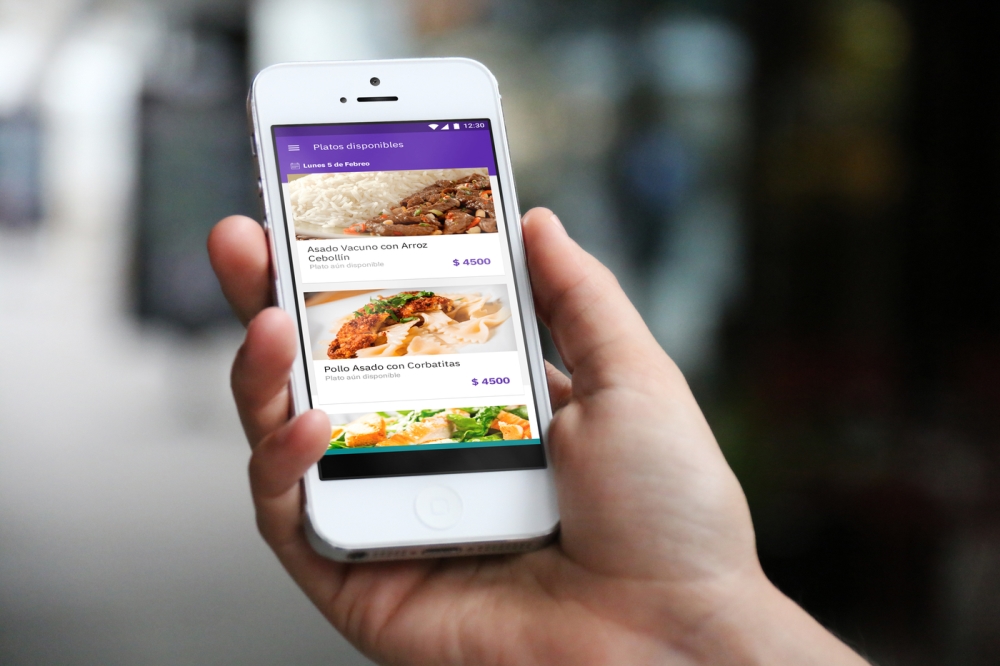 12:30
Platos disponibles
Lunes 5 de Febreo
Asado Vacuno con Arroz
Cebollín
Plato aún disponible
$ 4500
Pollo Asado con Corbatitas
Plato aún disponible
$ 4500